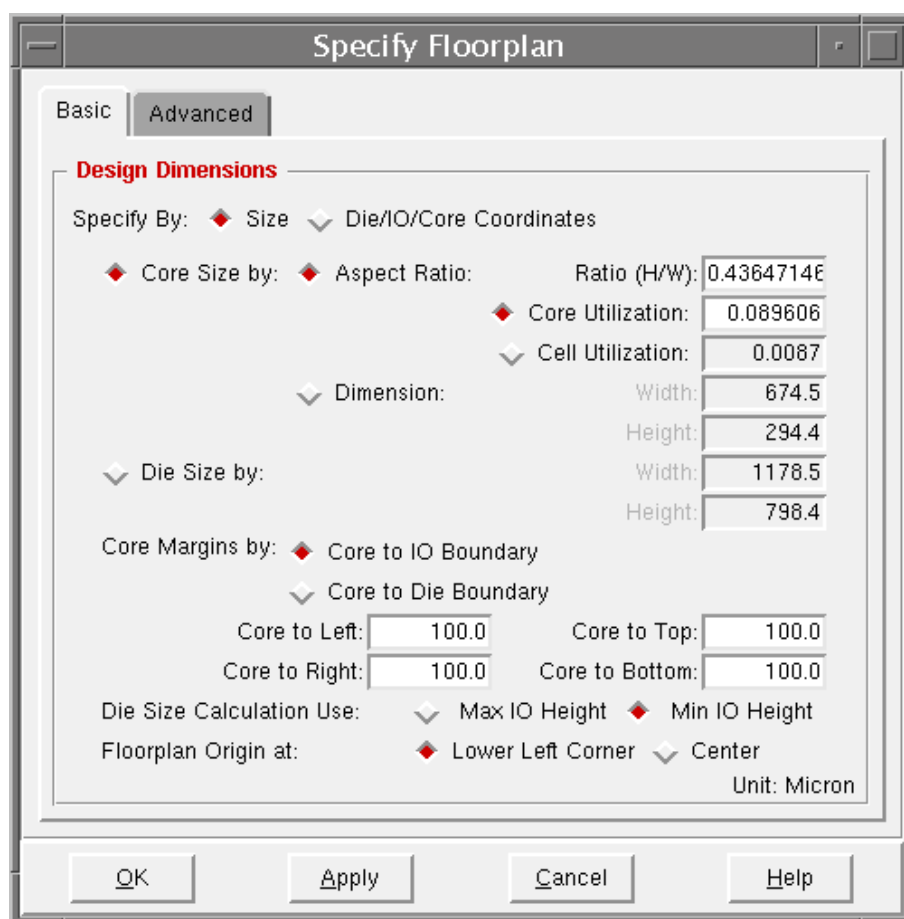 Specify Floorplan
Basic Advanced
Design Dimensions
Specify By: Size Die/IO/Core Coordinates
Core Size by: Aspect Ratio: Ratio (H/W): 0.43647146
Core Utilization: 0.089606
Cell Utilization: 0.0087
Dimension: Width: 674.5
Height: 294.4
Die Size by: Width: 1178.5
Height: 798.4
Core Margins by: Core to IO Boundary
Core to Die Boundary
Core to Left: 100.0 Core to Top: 100.0
Core to Right: 100.0 Core to Bottom: 100.0
Die Size Calculation Use: Max IO Height Min IO Height
Floorplan Origin at: Lower Left Corner Center
Unit: Micron
OK Apply Cancel Help